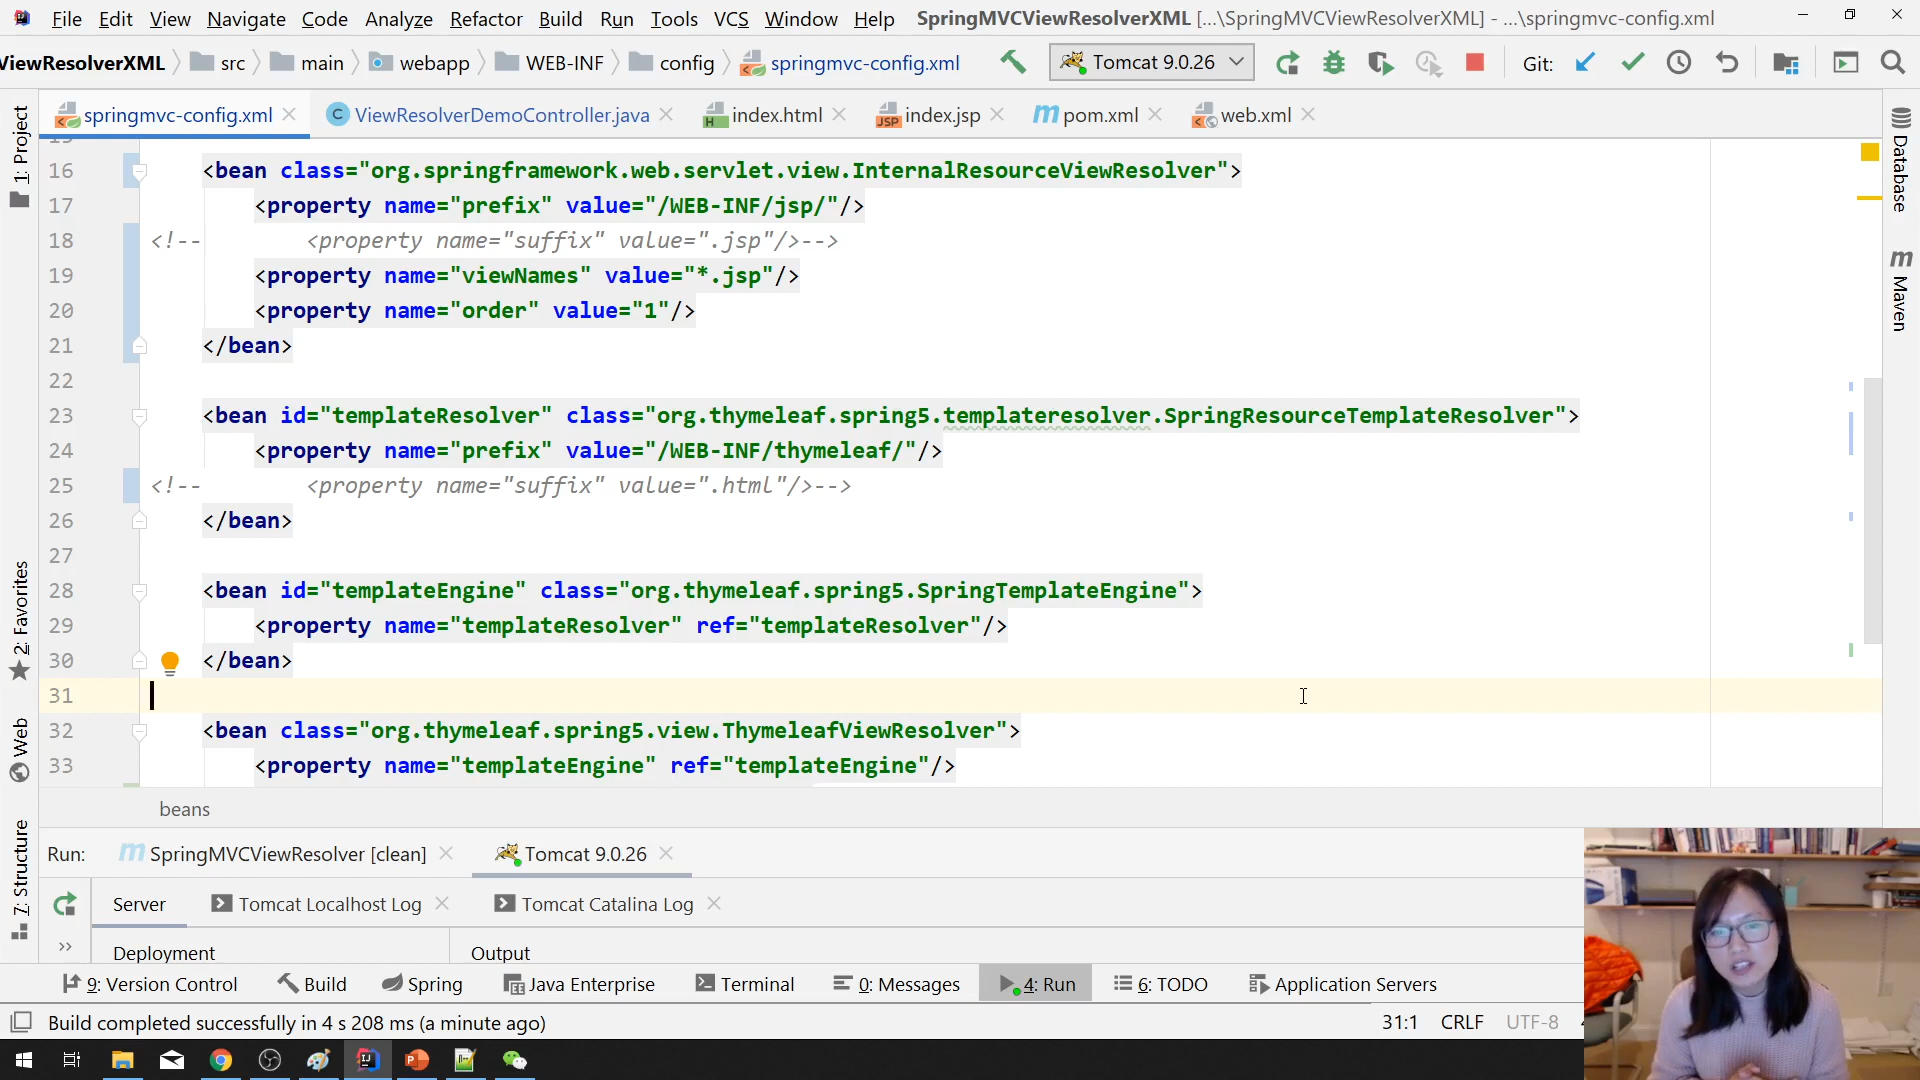 File Edit View Navigate Code Analyze Refactor Build Run Tools VCS Window Help SpringMVCViewResolverXML [...\SpringMVCViewResolverXML] - ...\springmvc-config.xml
ViewResolverXML src main webapp WEB-INF config springmvc-config.xml Tomcat 9.0.26 Git:
springmvc-config.xml ViewResolverDemoController.java index.html index.jsp pom.xml web.xml
16 <bean class="org.springframework.web.servlet.view.InternalResourceViewResolver">
17 <property name="prefix" value="/WEB-INF/jsp/"/>
18 <!-- <property name="suffix" value=".jsp"/>-->
19 <property name="viewNames" value="*.jsp"/>
20 <property name="order" value="1"/>
21 </bean>
22
23 <bean id="templateResolver" class="org.thymeleaf.spring5.templateresolver.SpringResourceTemplateResolver">
24 <property name="prefix" value="/WEB-INF/thymeleaf/"/>
25 <!-- <property name="suffix" value=".html"/>-->
26 </bean>
27
28 <bean id="templateEngine" class="org.thymeleaf.spring5.SpringTemplateEngine">
29 <property name="templateResolver" ref="templateResolver"/>
30 </bean>
31
32 <bean class="org.thymeleaf.spring5.view.ThymeleafViewResolver">
33 <property name="templateEngine" ref="templateEngine"/>
beans
1: Project
2: Favorites
Web
7: Structure
Database
Maven
Run: SpringMVCViewResolver [clean] Tomcat 9.0.26
Server Tomcat Localhost Log Tomcat Catalina Log
Deployment Output
9: Version Control Build Spring Java Enterprise Terminal 0: Messages 4: Run 6: TODO Application Servers
Build completed successfully in 4 s 208 ms (a minute ago) 31:1 CRLF UTF-8